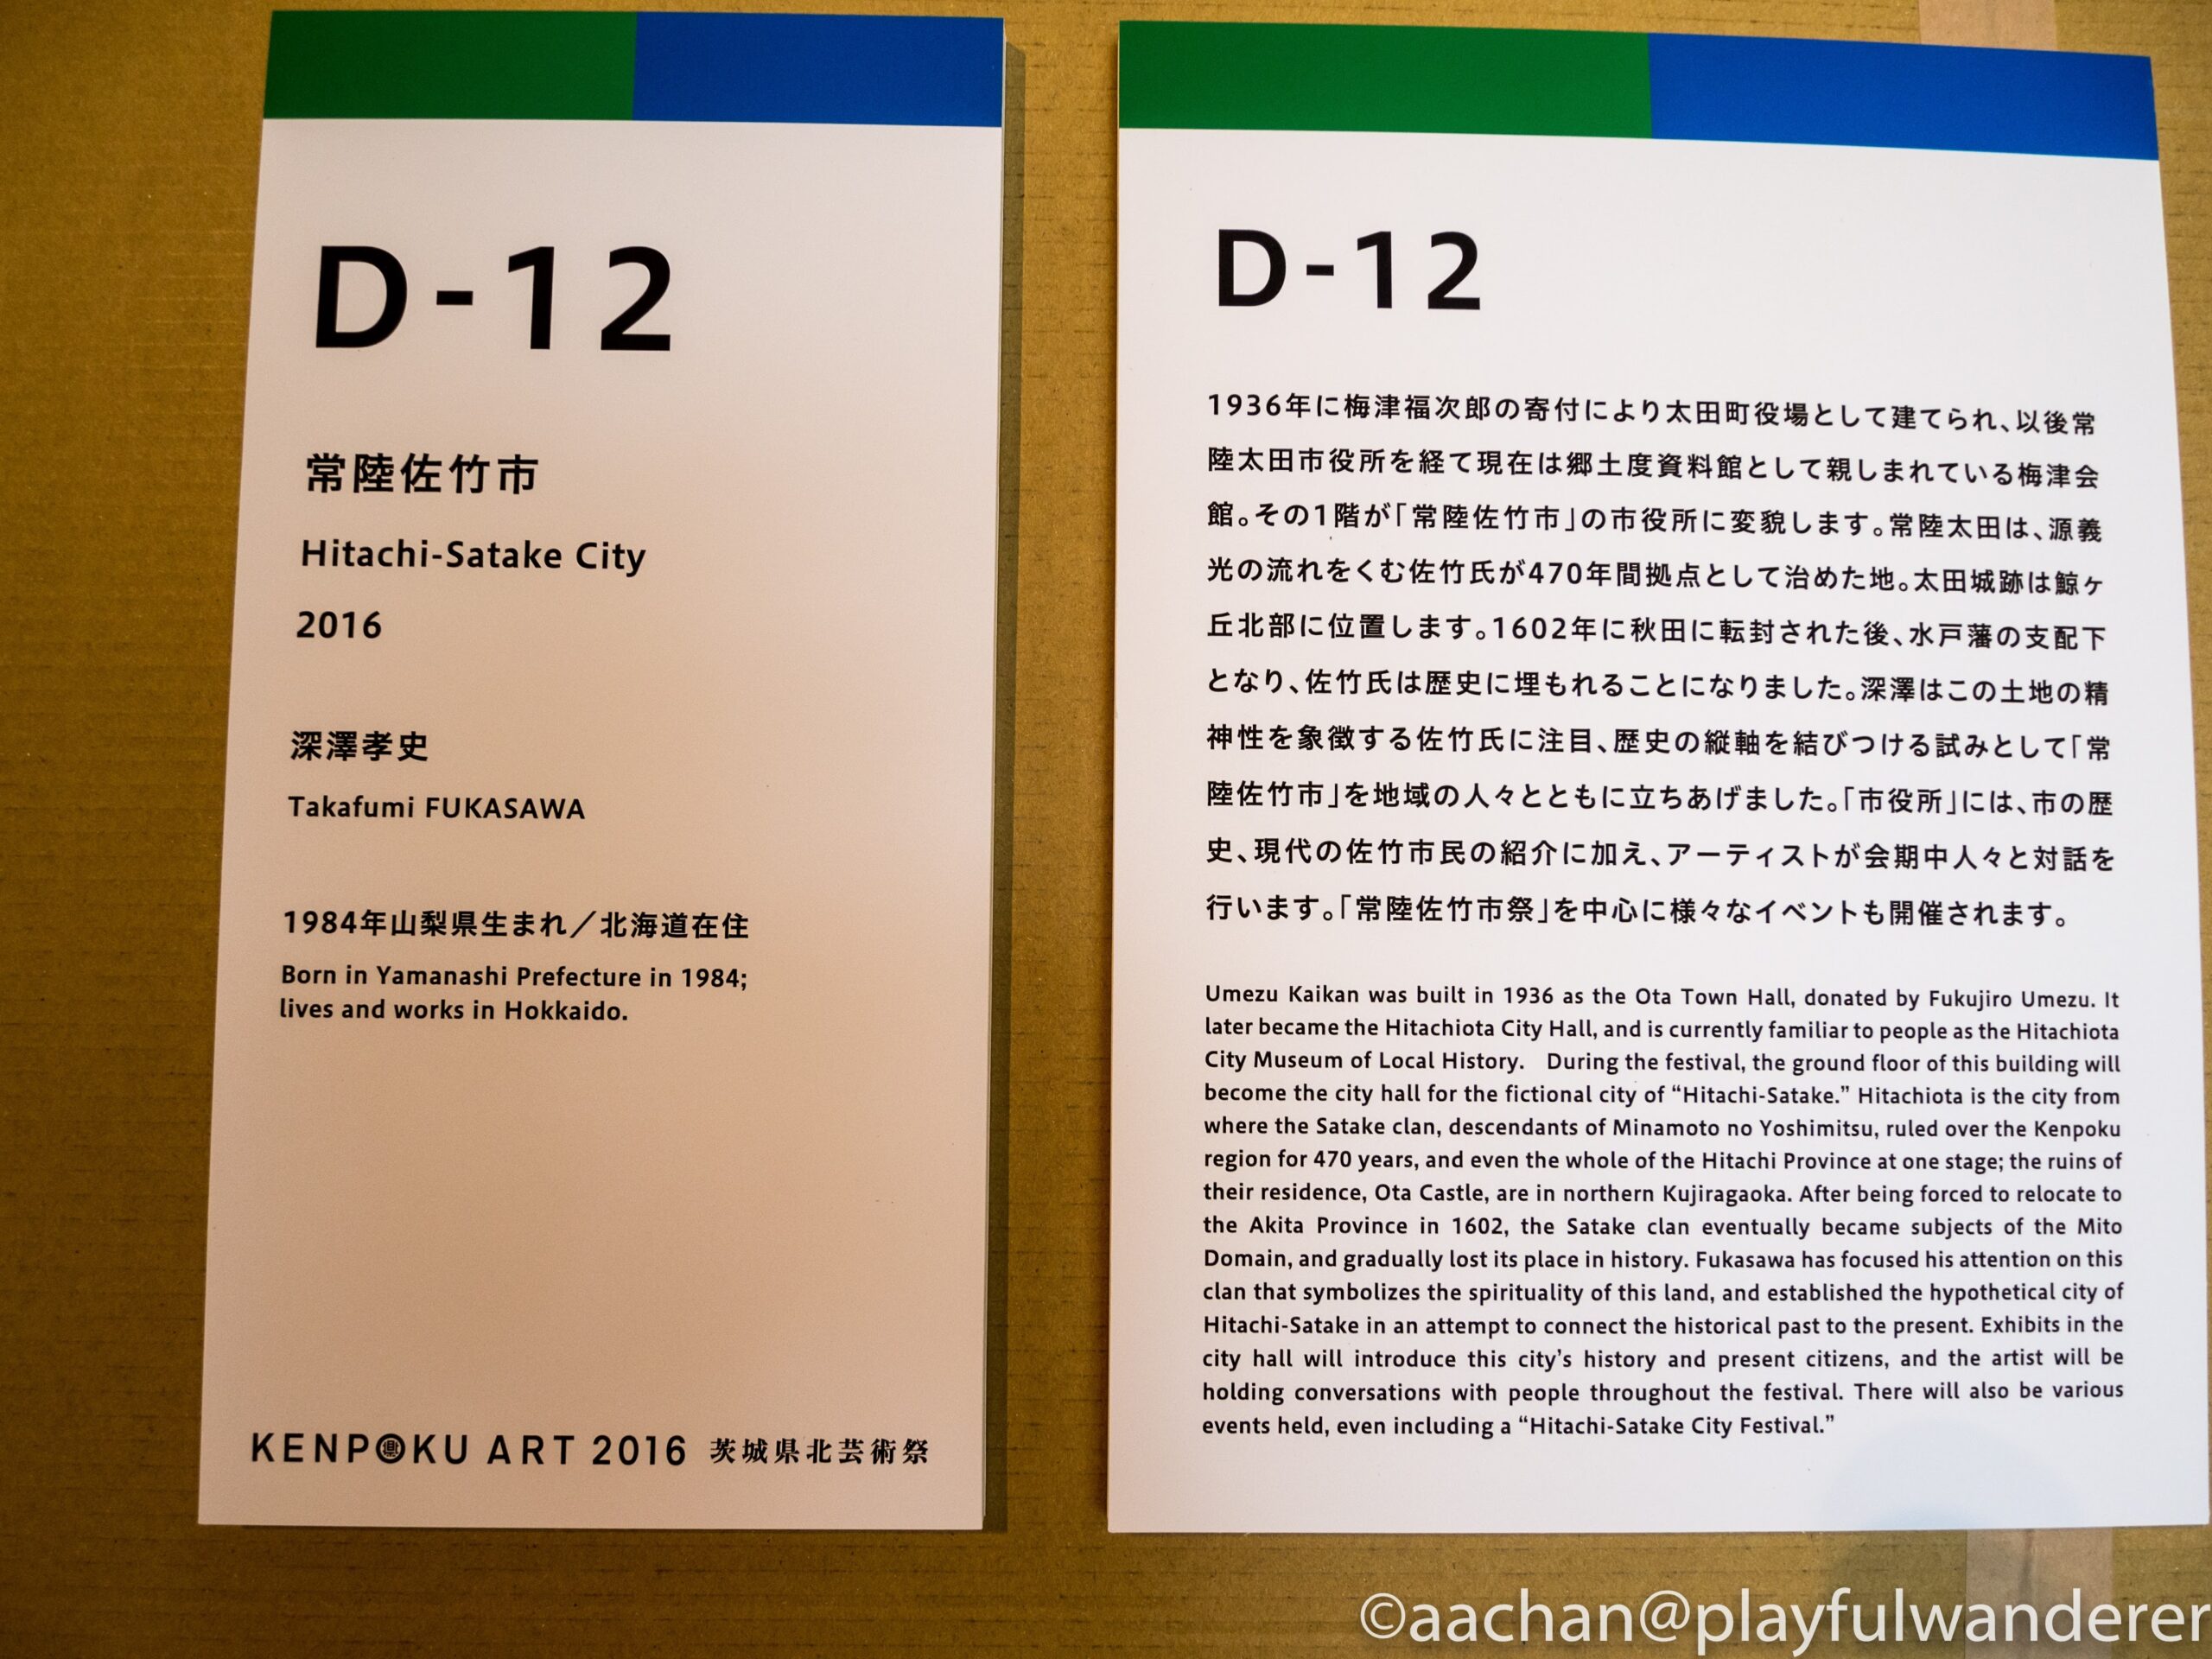 D-12
常陸佐竹市
Hitachi-Satake City
2016
深澤孝史
Takafumi FUKASAWA
1984年山梨県生まれ／北海道在住
Born in Yamanashi Prefecture in 1984;
lives and works in Hokkaido.
KENPOKU ART 2016 茨城県北芸術祭
D-12
1936年に梅津福次郎の寄付により太田町役場として建てられ、以後常
陸太田市役所を経て現在は郷土度資料館として親しまれている梅津会
館。その1階が「常陸佐竹市」の市役所に変貌します。常陸太田は、源義
光の流れをくむ佐竹氏が470年間拠点として治めた地。太田城跡は鯨ヶ
丘北部に位置します。1602年に秋田に転封された後、水戸藩の支配下
となり、佐竹氏は歴史に埋もれることになりました。深澤はこの土地の精
神性を象徴する佐竹氏に注目、歴史の縦軸を結びつける試みとして「常
陸佐竹市」を地域の人々とともに立ちあげました。「市役所」には、市の歴
史、現代の佐竹市民の紹介に加え、アーティストが会期中人々と対話を
行います。「常陸佐竹市祭」を中心に様々なイベントも開催されます。
Umezu Kaikan was built in 1936 as the Ota Town Hall, donated by Fukujiro Umezu. It
later became the Hitachiota City Hall, and is currently familiar to people as the Hitachiota
City Museum of Local History. During the festival, the ground floor of this building will
become the city hall for the fictional city of “Hitachi-Satake.” Hitachiota is the city from
where the Satake clan, descendants of Minamoto no Yoshimitsu, ruled over the Kenpoku
region for 470 years, and even the whole of the Hitachi Province at one stage; the ruins of
their residence, Ota Castle, are in northern Kujiragaoka. After being forced to relocate to
the Akita Province in 1602, the Satake clan eventually became subjects of the Mito
Domain, and gradually lost its place in history. Fukasawa has focused his attention on this
clan that symbolizes the spirituality of this land, and established the hypothetical city of
Hitachi-Satake in an attempt to connect the historical past to the present. Exhibits in the
city hall will introduce this city’s history and present citizens, and the artist will be
holding conversations with people throughout the festival. There will also be various
events held, even including a “Hitachi-Satake City Festival.”
©aachan@playfulwanderer